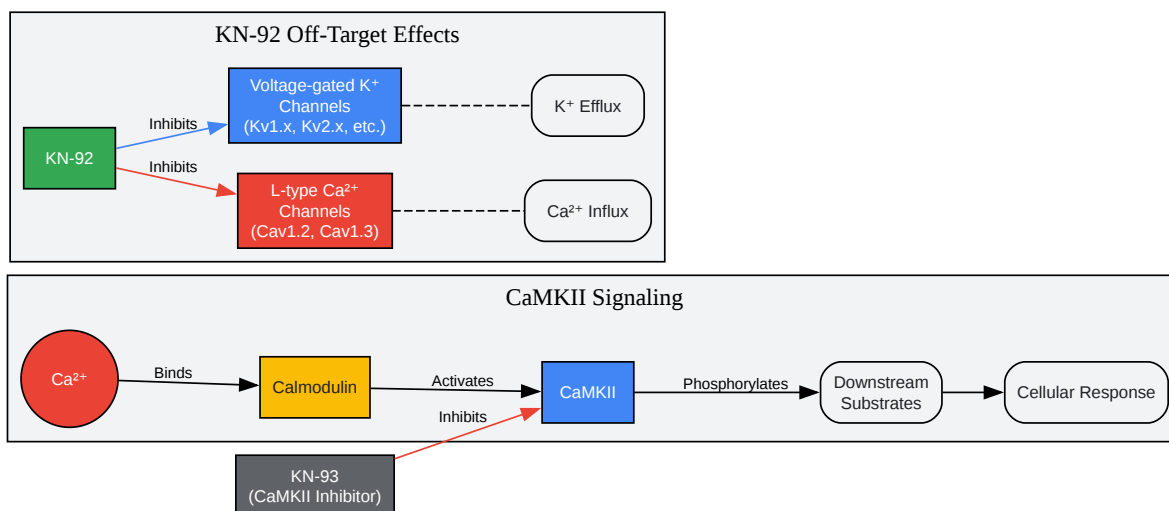 KN-92 Off-Target Effects
Voltage-gated K⁺
Channels
(Kv1.x, Kv2.x, etc.)
K⁺ Efflux
Inhibits
KN-92
Inhibits
L-type Ca²⁺
Channels
(Cav1.2, Cav1.3)
Ca²⁺ Influx
CaMKII Signaling
Ca²⁺
Binds
Calmodulin
Activates
CaMKII
Phosphorylates
Downstream
Substrates
Cellular Response
Inhibits
KN-93
(CaMKII Inhibitor)